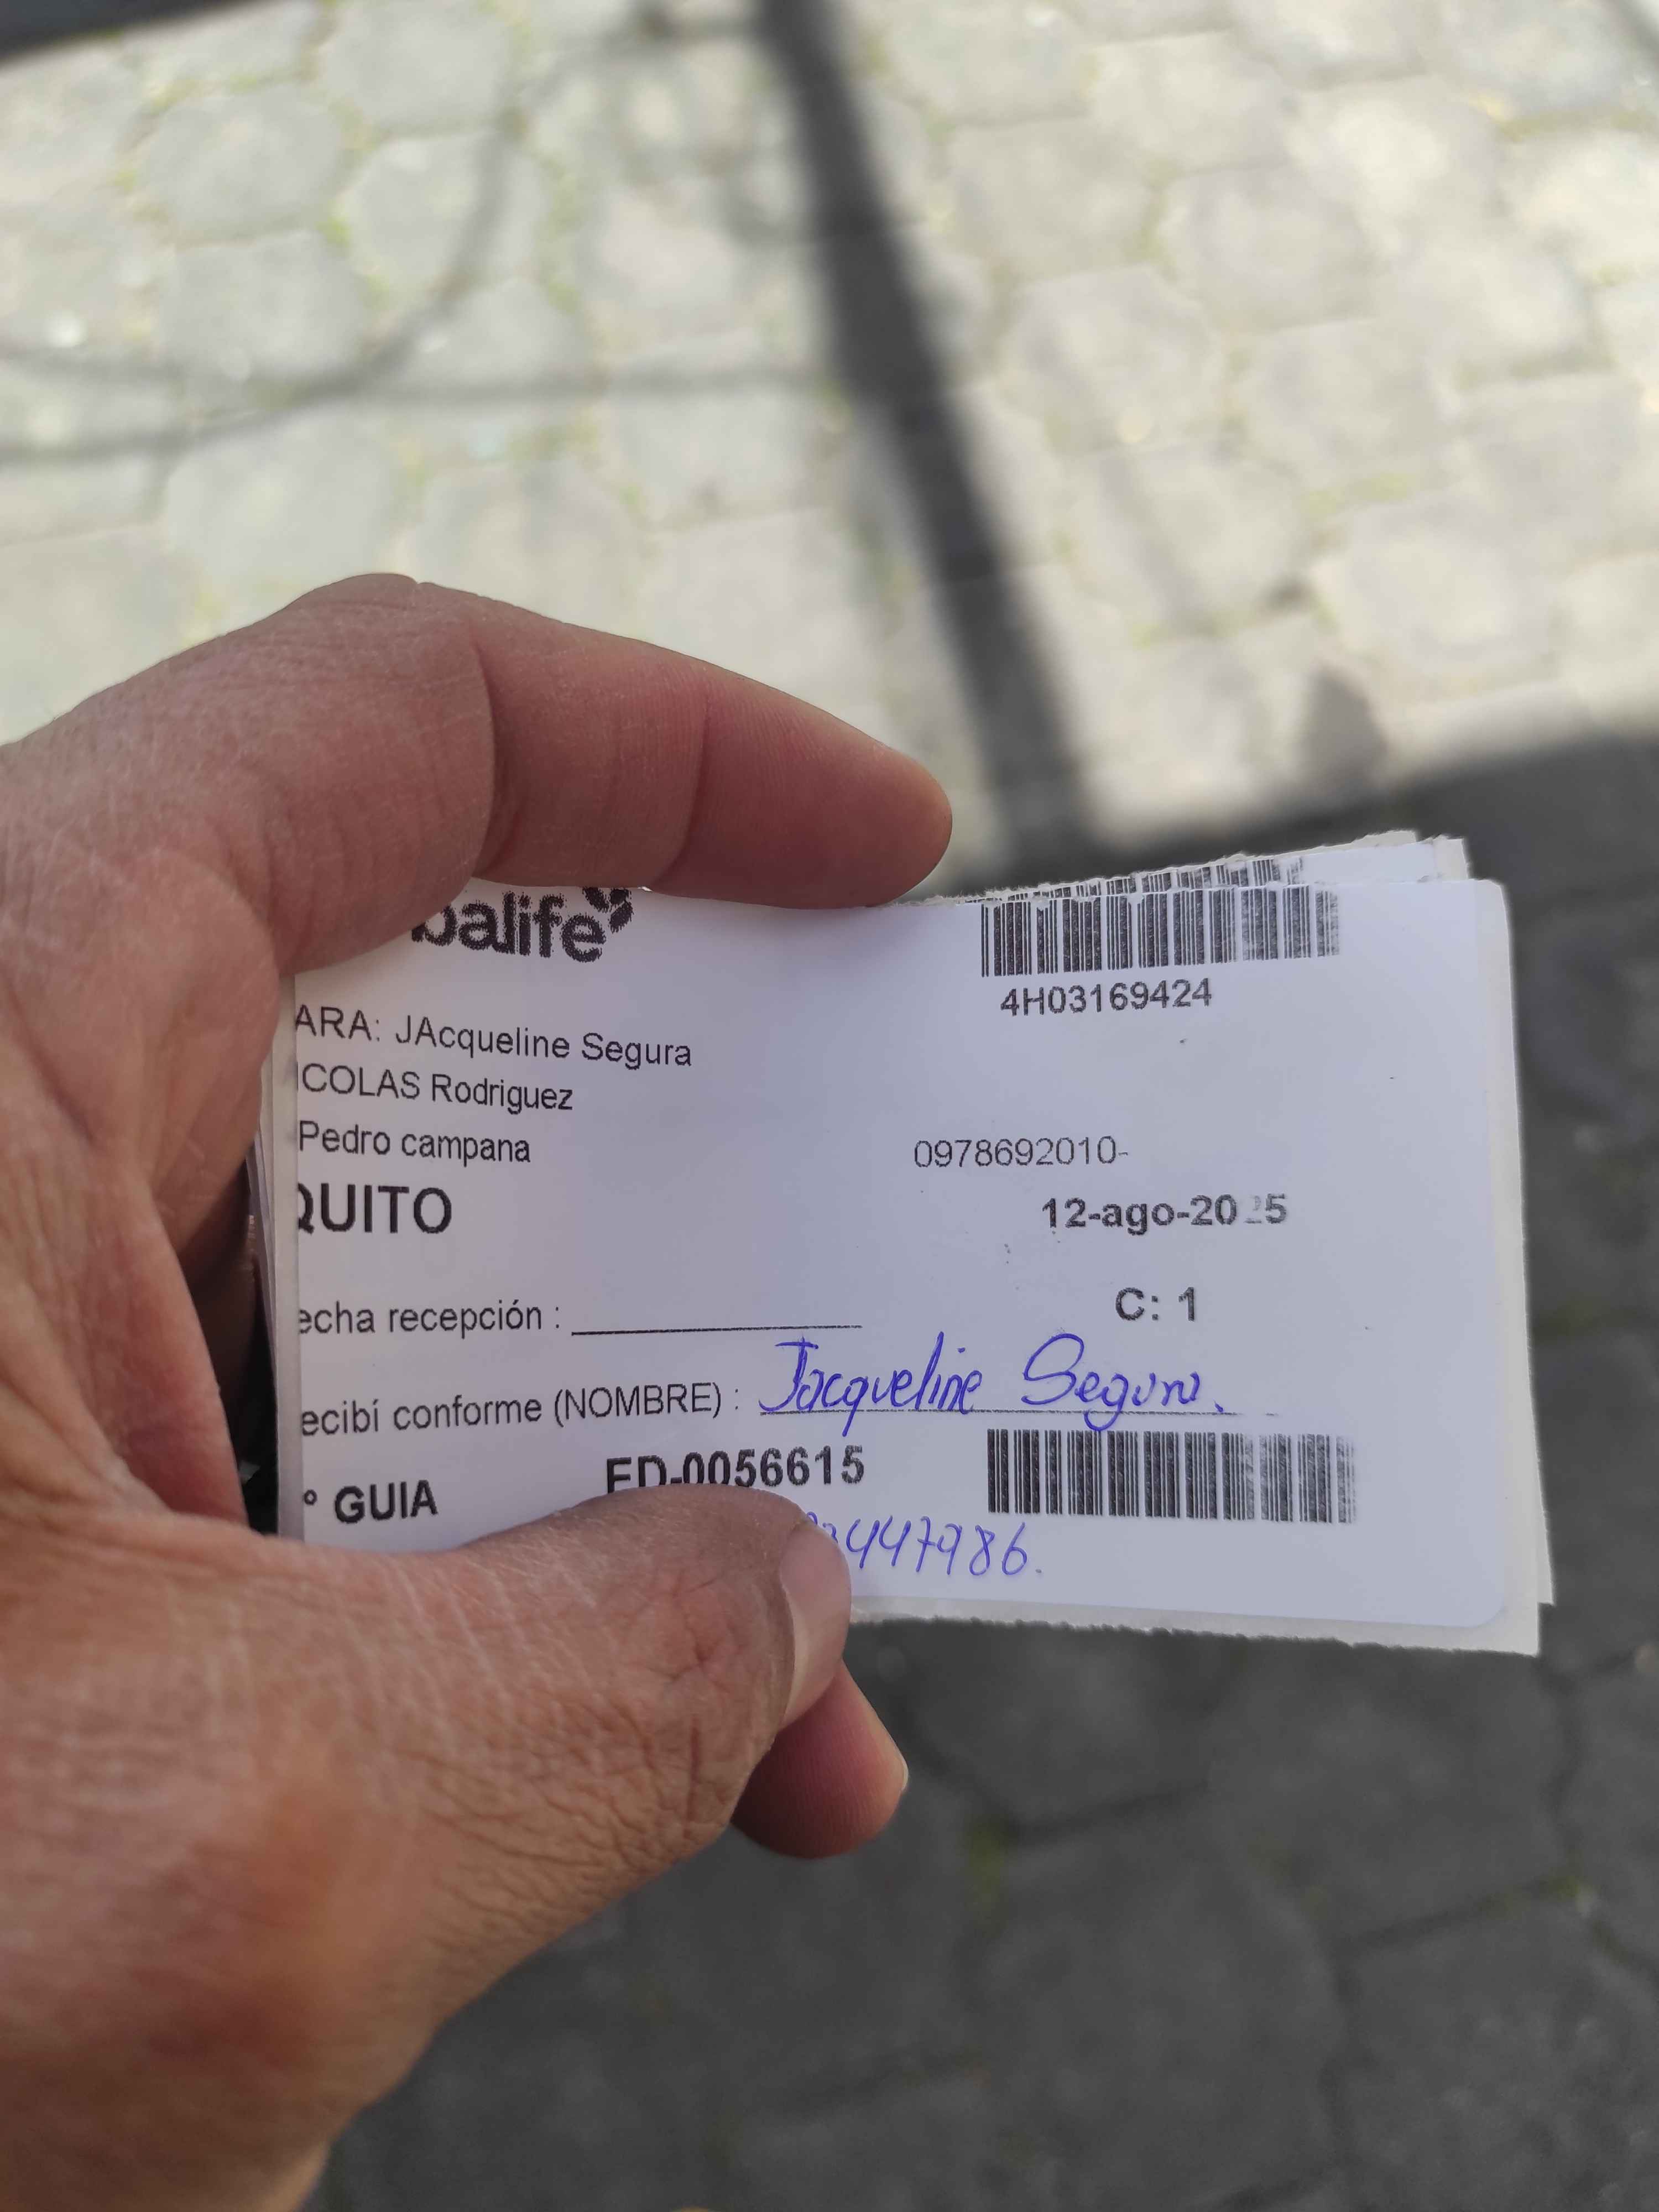 balife
4H03169424
ARA: JAcqueline Segura
ICOLAS Rodriguez
Pedro campana 0978692010-
QUITO 12-ago-2025
echa recepción : C: 1
ecibí conforme (NOMBRE) : Jacqueline Segura.
° GUIA ED-0056615
447986.